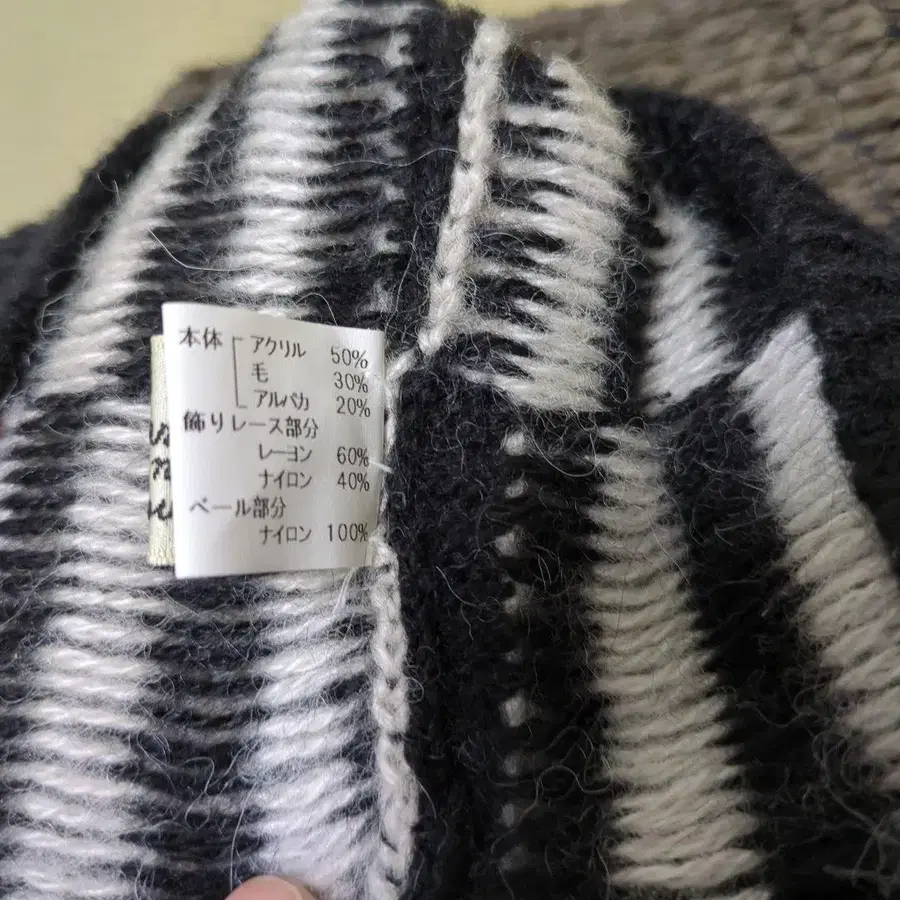 本体 アクリル 50%
毛 30%
アルパカ 20%
飾りレース部分
レーヨン 60%
ナイロン 40%
ベール部分
ナイロン 100%